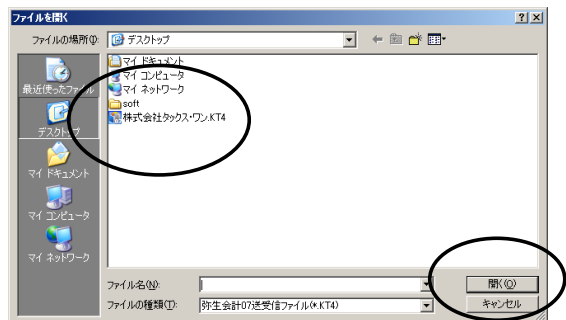 ファイルを開く
ファイルの場所(I):
デスクトップ
最近使ったファイル
デスクトップ
マイ ドキュメント
マイ コンピュータ
マイ ネットワーク
マイ ドキュメント
マイ コンピュータ
マイ ネットワーク
soft
株式会社タックス・ワン.KT4
ファイル名(N):
開く(O)
ファイルの種類(T):
弥生会計07送受信ファイル(*.KT4)
キャンセル